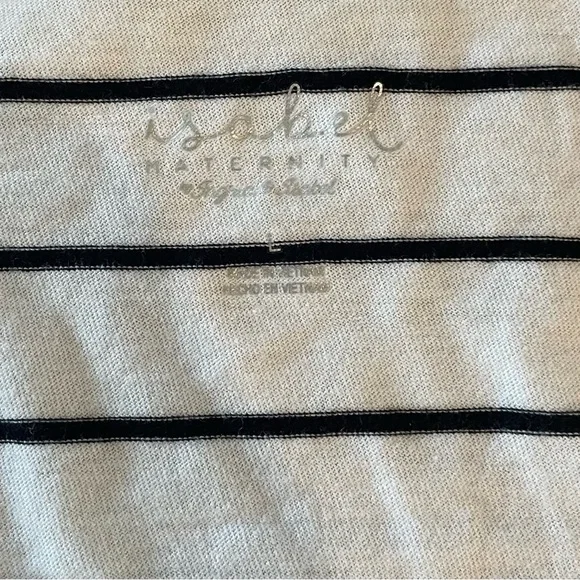 isabel
MATERNITY
by Ingrid & Isabel
L
MADE IN VIETNAM
HECHO EN VIETNAM